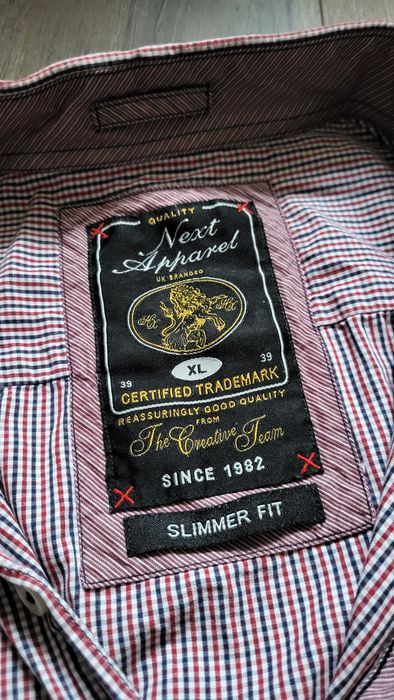 QUALITY
Next
Apparel
UK BRANDED
XL
39 39
CERTIFIED TRADEMARK
REASSURINGLY GOOD QUALITY
FROM
The Creative Team
SINCE 1982
SLIMMER FIT